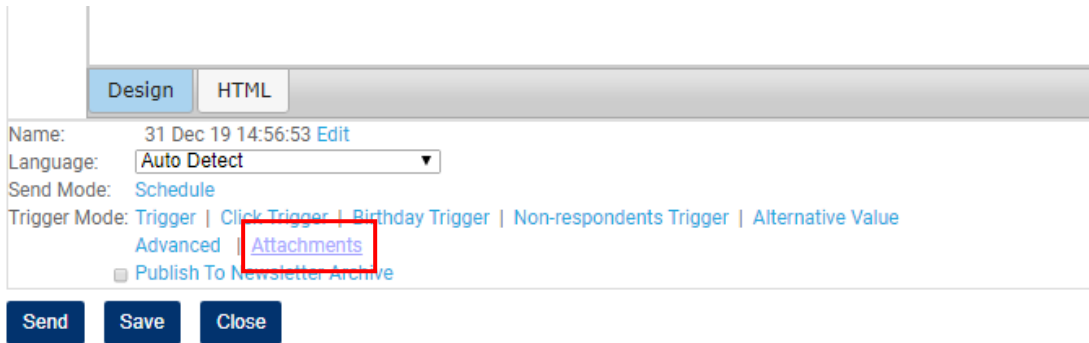 Design HTML
Name: 31 Dec 19 14:56:53 Edit
Language: Auto Detect
Send Mode: Schedule
Trigger Mode: Trigger | Click Trigger | Birthday Trigger | Non-respondents Trigger | Alternative Value
Advanced | Attachments
Publish To Newsletter Archive
Send Save Close